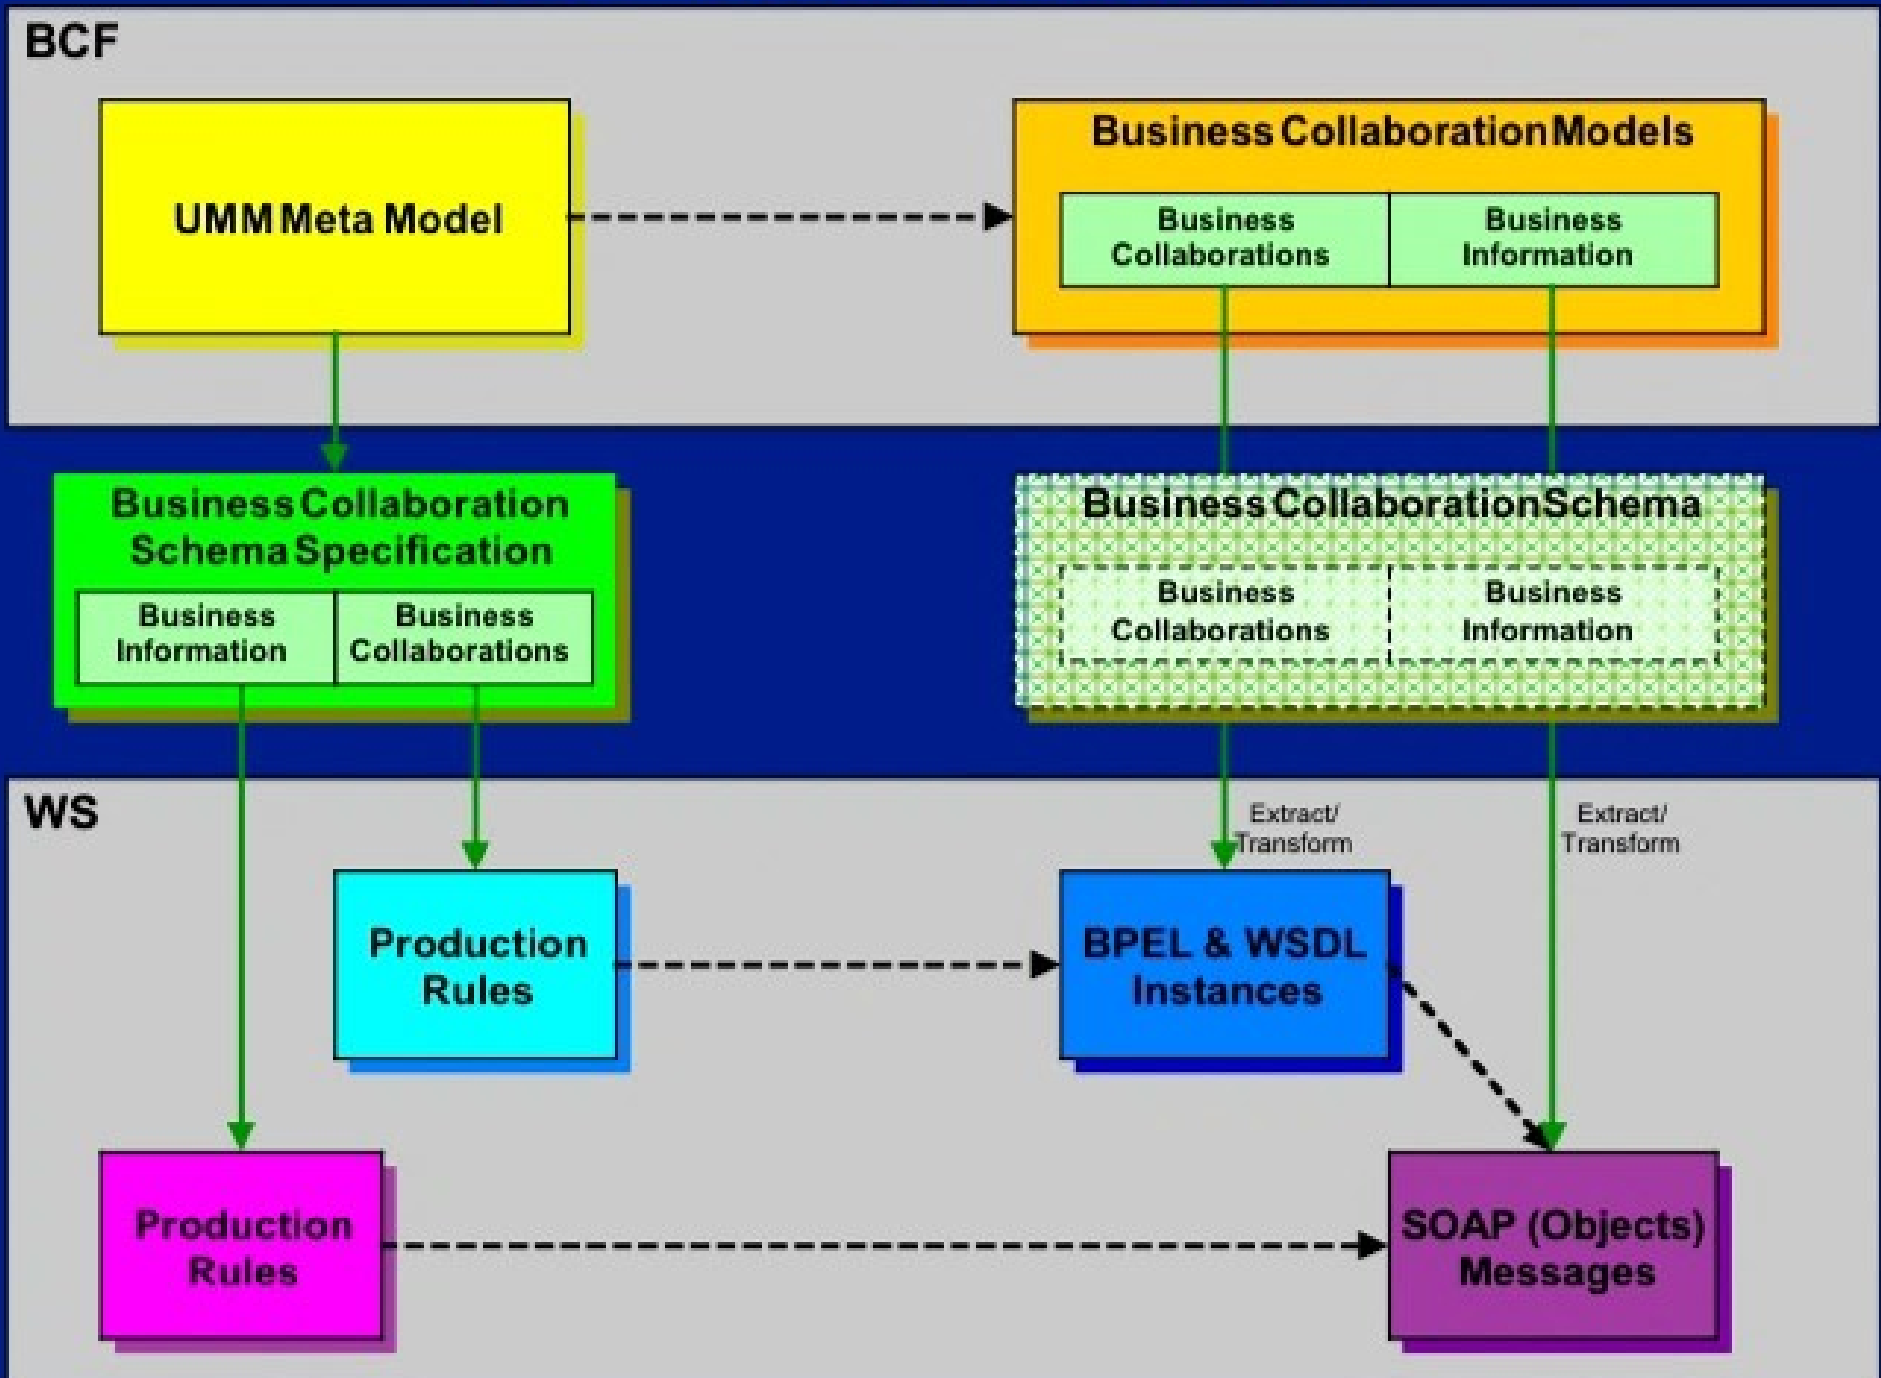 BCF
UMM Meta Model
Business Collaboration Models
Business
Collaborations
Business
Information
Business Collaboration
Schema Specification
Business
Information
Business
Collaborations
Business Collaboration Schema
Business
Collaborations
Business
Information
WS
Extract/
Transform
Extract/
Transform
Production
Rules
BPEL & WSDL
Instances
Production
Rules
SOAP (Objects)
Messages